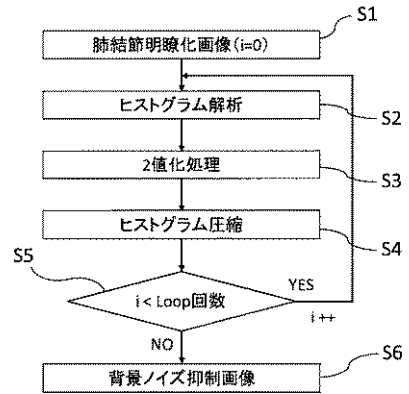 S1
肺結節明瞭化画像(i=0)
ヒストグラム解析
S2
2値化処理
S3
ヒストグラム圧縮
S4
S5
i < Loop回数
YES
i ++
NO
背景ノイズ抑制画像
S6